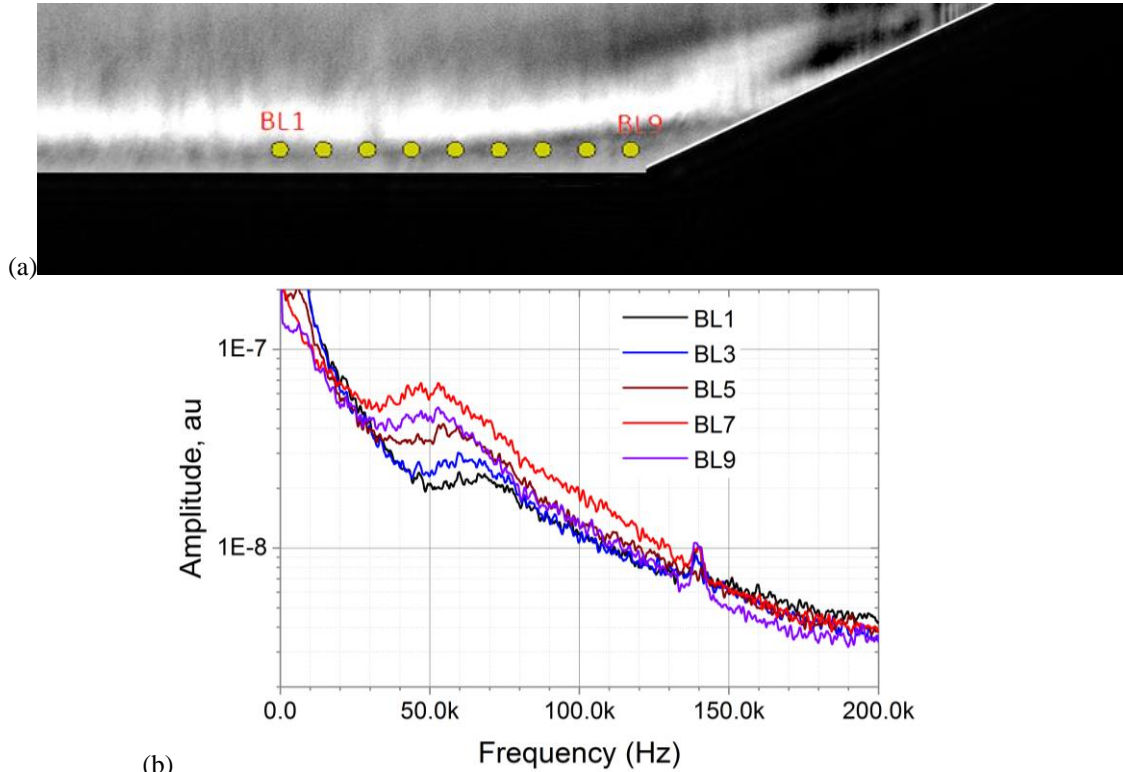 BL1
BL9
(a)
1E-7
1E-8
Amplitude, au
BL1
BL3
BL5
BL7
BL9
0.0
50.0k
100.0k
150.0k
200.0k
Frequency (Hz)
(b)